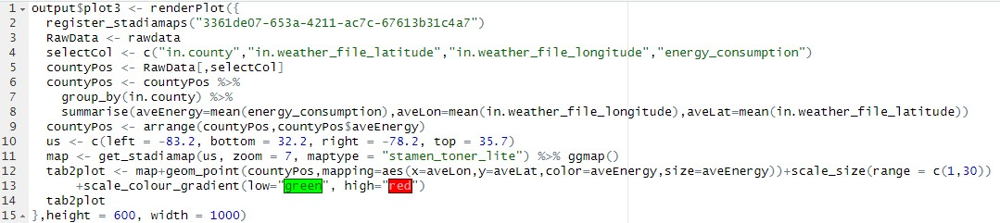 1 output$plot3 <- renderPlot({
2 register_stadiamaps("3361de07-653a-4211-ac7c-67613b31c4a7")
3 RawData <- rawdata
4 selectCol <- c("in.county","in.weather_file_latitude","in.weather_file_longitude","energy_consumption")
5 countyPos <- RawData[,selectCol]
6 countyPos <- countyPos %>%
7 group_by(in.county) %>%
8 summarise(aveEnergy=mean(energy_consumption),aveLon=mean(in.weather_file_longitude),aveLat=mean(in.weather_file_latitude))
9 countyPos <- arrange(countyPos,countyPos$aveEnergy)
10 us <- c(left = -83.2, bottom = 32.2, right = -78.2, top = 35.7)
11 map <- get_stadiamap(us, zoom = 7, maptype = "stamen_toner_lite") %>% ggmap()
12 tab2plot <- map+geom_point(countyPos,mapping=aes(x=aveLon,y=aveLat,color=aveEnergy,size=aveEnergy))+scale_size(range = c(1,30))
13 +scale_colour_gradient(low="green", high="red")
14 tab2plot
15 },height = 600, width = 1000)